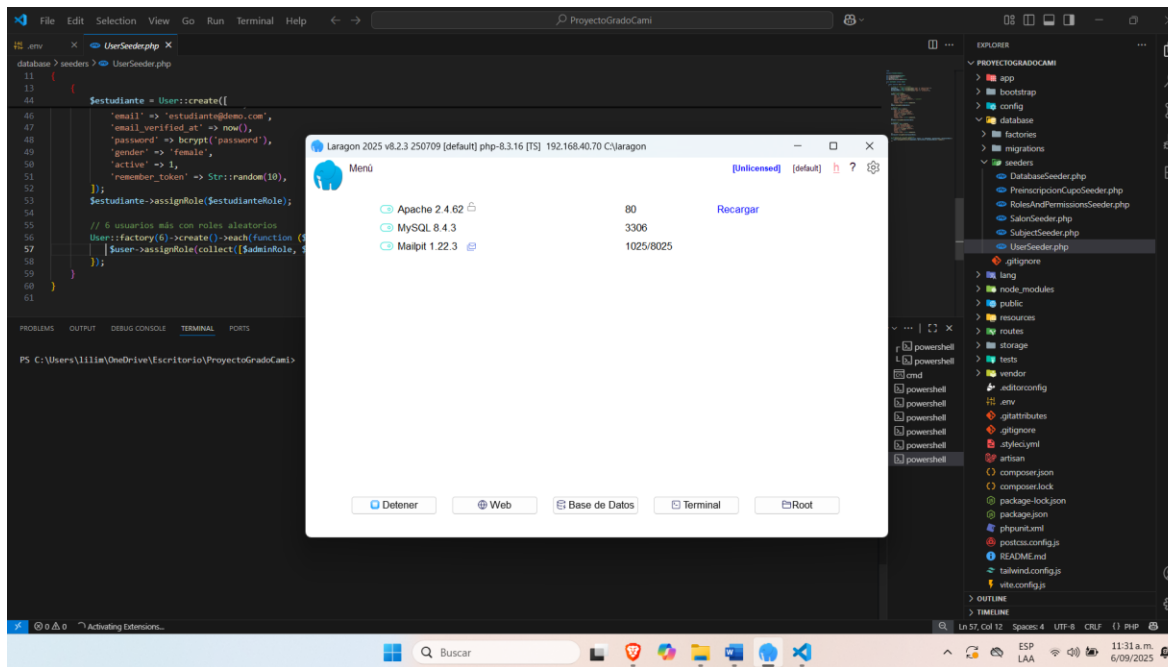 File Edit Selection View Go Run Terminal Help
ProyectoGradoCami
.env
UserSeeder.php
database > seeders > UserSeeder.php
11 {
13 {
44 $estudiante = User::create([
46 'email' => 'estudiante@demo.com',
47 'email_verified_at' => now(),
48 'password' => bcrypt('password'),
49 'gender' => 'female',
50 'active' => 1,
51 'remember_token' => Str::random(10),
52 ]);
53 $estudiante->assignRole($estudianteRole);
54
55 // 6 usuarios más con roles aleatorios
56 User::factory(6)->create()->each(function ($
57 $user->assignRole(collect([$adminRole, $
58 });
59 }
60 }
61
Laragon 2025 v8.2.3 250709 [default] php-8.3.16 [TS] 192.168.40.70 C:\laragon
Menú
[Unlicensed] [default] h ?
Apache 2.4.62 80 Recargar
MySQL 8.4.3 3306
Mailpit 1.22.3 1025/8025
Detener Web Base de Datos Terminal Root
PROBLEMS OUTPUT DEBUG CONSOLE TERMINAL PORTS
PS C:\Users\lilim\OneDrive\Escritorio\ProyectoGradoCami>
powershell
powershell
cmd
powershell
powershell
powershell
powershell
powershell
powershell
EXPLORER
PROYECTOGRADOCAMI
app
bootstrap
config
database
factories
migrations
seeders
DatabaseSeeder.php
PreinscripcionCupoSeeder.php
RolesAndPermissionsSeeder.php
SalonSeeder.php
SubjectSeeder.php
UserSeeder.php
.gitignore
lang
node_modules
public
resources
routes
storage
tests
vendor
.editorconfig
.env
.gitattributes
.gitignore
.styleci.yml
artisan
composer.json
composer.lock
package-lock.json
package.json
phpunit.xml
postcss.config.js
README.md
tailwind.config.js
vite.config.js
OUTLINE
TIMELINE
0 0 Activating Extensions...
Ln 57, Col 12 Spaces: 4 UTF-8 CRLF {} PHP
Buscar
ESP
LAA
11:31 a. m.
6/09/2025